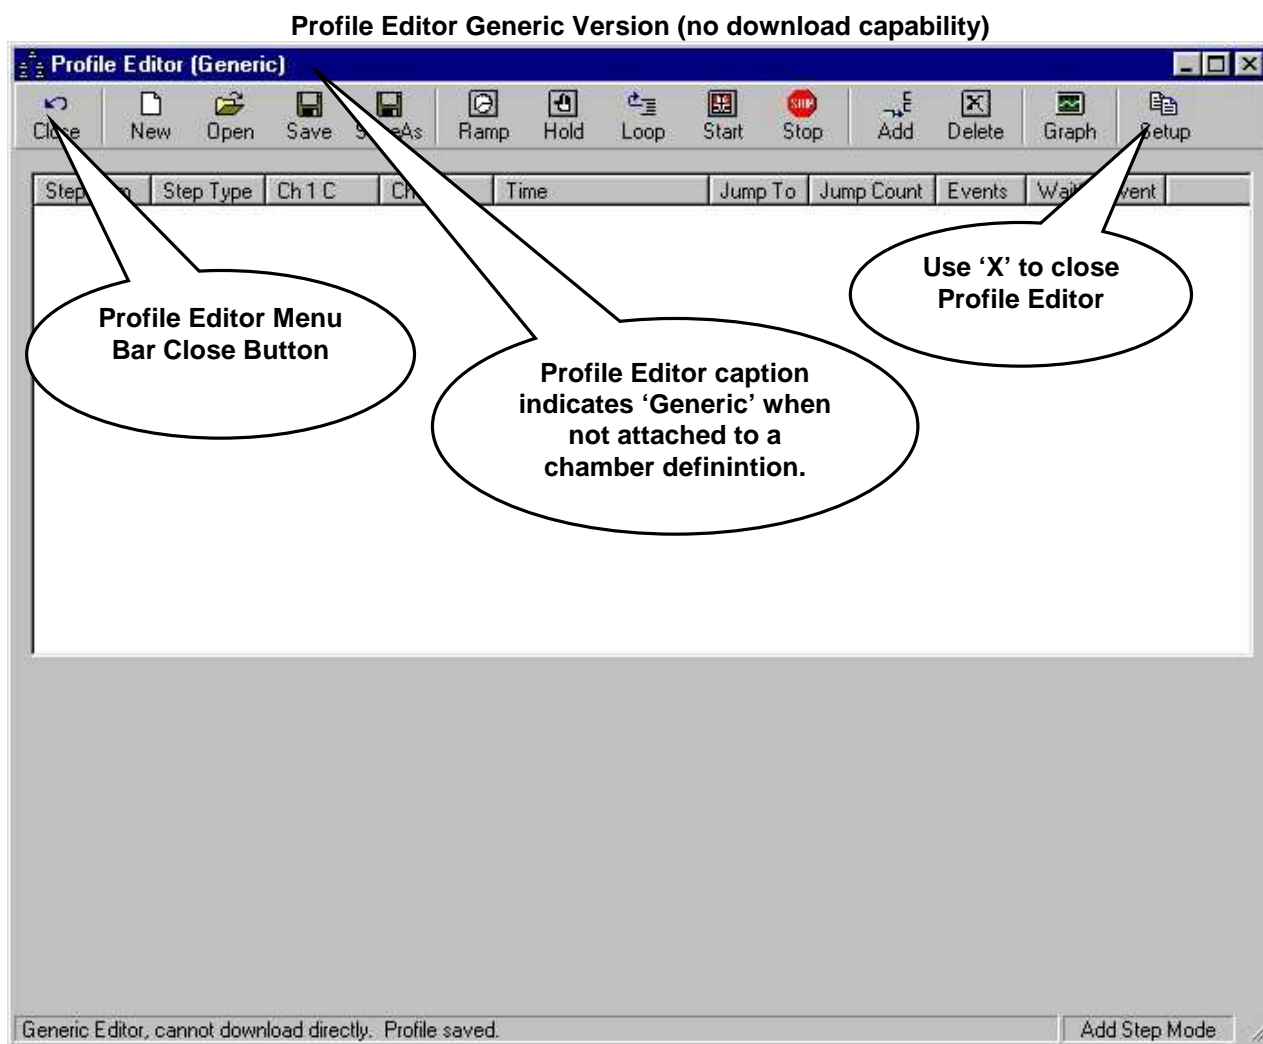 Profile Editor Generic Version (no download capability)
Profile Editor (Generic)
Close New Open Save Ramp Hold Loop Start Stop Add Delete Graph Setup
Step Type Ch 1 C Time Jump To Jump Count Events
Profile Editor Menu
Bar Close Button
Use ‘X’ to close
Profile Editor
Profile Editor caption
indicates ‘Generic’ when
not attached to a
chamber definintion.
Generic Editor, cannot download directly. Profile saved.
Add Step Mode